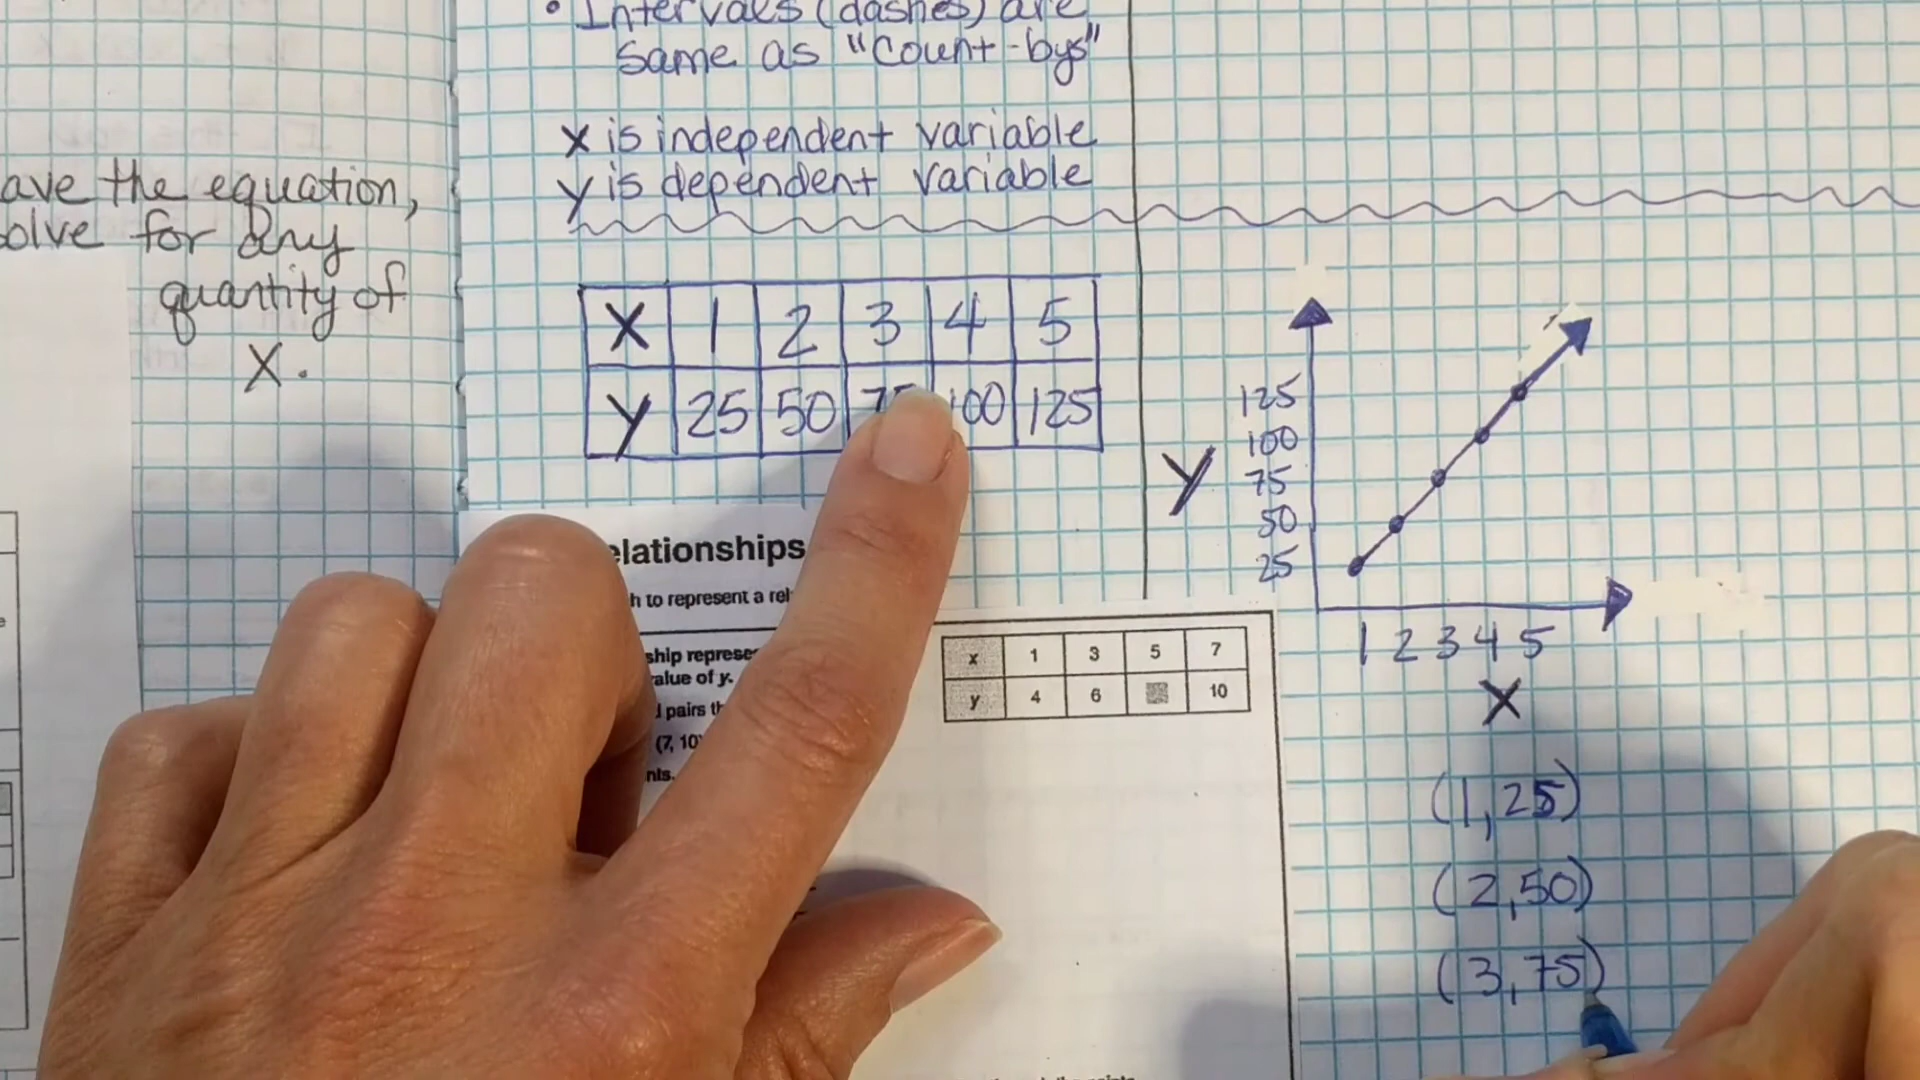 • Intervals (dashes) are
same as "count-bys"
X is independent variable
y is dependent variable
ave the equation,
olve for any
quantity of
X.
X 1 2 3 4 5
y 25 50 75 100 125
125
100
75
50
25
y
1 2 3 4 5
X
(1,25)
(2,50)
(3,75)
elationships
h to represent a rel
ship represe
alue of y.
pairs th
(7, 10)
nts.
x 1 3 5 7
y 4 6 10